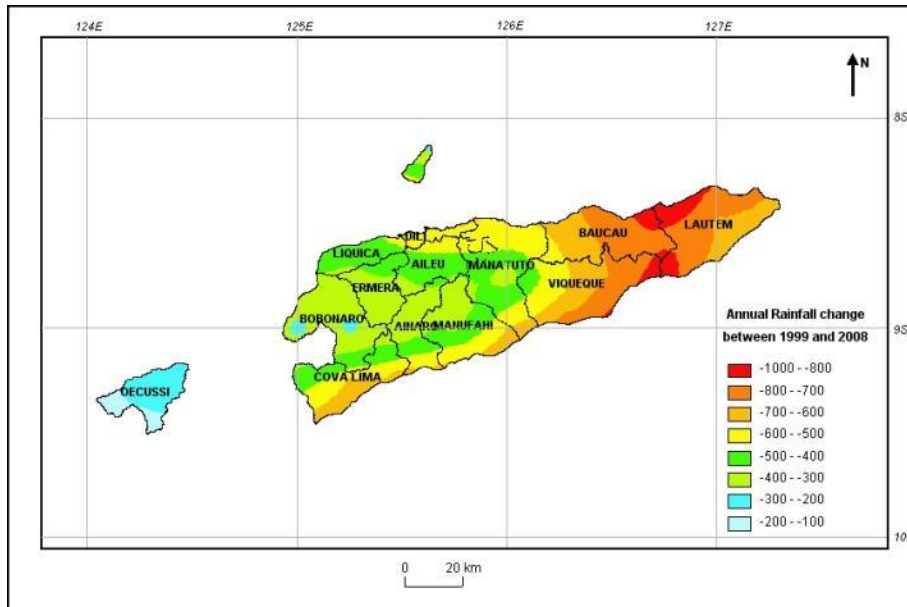 124E 125E 126E 127E
N
8S
DILI
BAUCAU
LAUTEM
LIQUICA
AILEU
MANATUTO
ERMERA
VIQUEQUE
BOBONARO
AINARO
MANUFAHI
9S
COVA LIMA
OECUSSI
Annual Rainfall change
between 1999 and 2008
-1000 - -800
-800 - -700
-700 - -600
-600 - -500
-500 - -400
-400 - -300
-300 - -200
-200 - -100
10
0 20 km